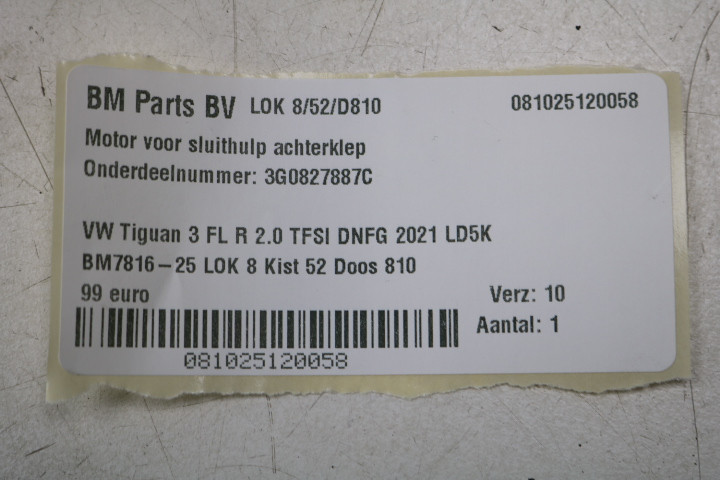 BM Parts BV LOK 8/52/D810 081025120058
Motor voor sluithulp achterklep
Onderdeelnummer: 3G0827887C
VW Tiguan 3 FL R 2.0 TFSI DNFG 2021 LD5K
BM7816-25 LOK 8 Kist 52 Doos 810
99 euro Verz: 10
Aantal: 1
081025120058